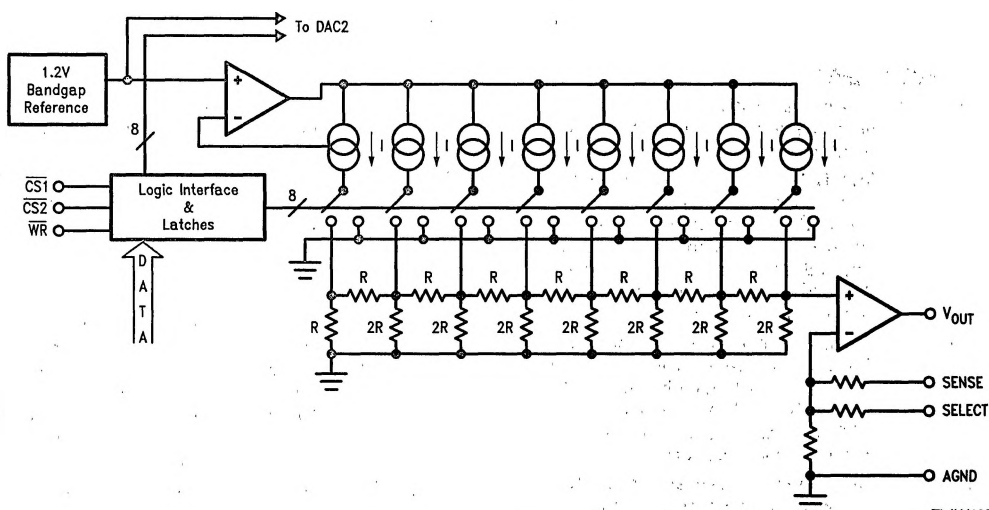 To DAC2
1.2V
Bandgap
Reference
+
−
8
I I I I I I I I
CS1
CS2
WR
Logic Interface
&
Latches
8
D
A
T
A
R R R R R R R
R 2R 2R 2R 2R 2R 2R 2R
+
−
VOUT
SENSE
SELECT
AGND